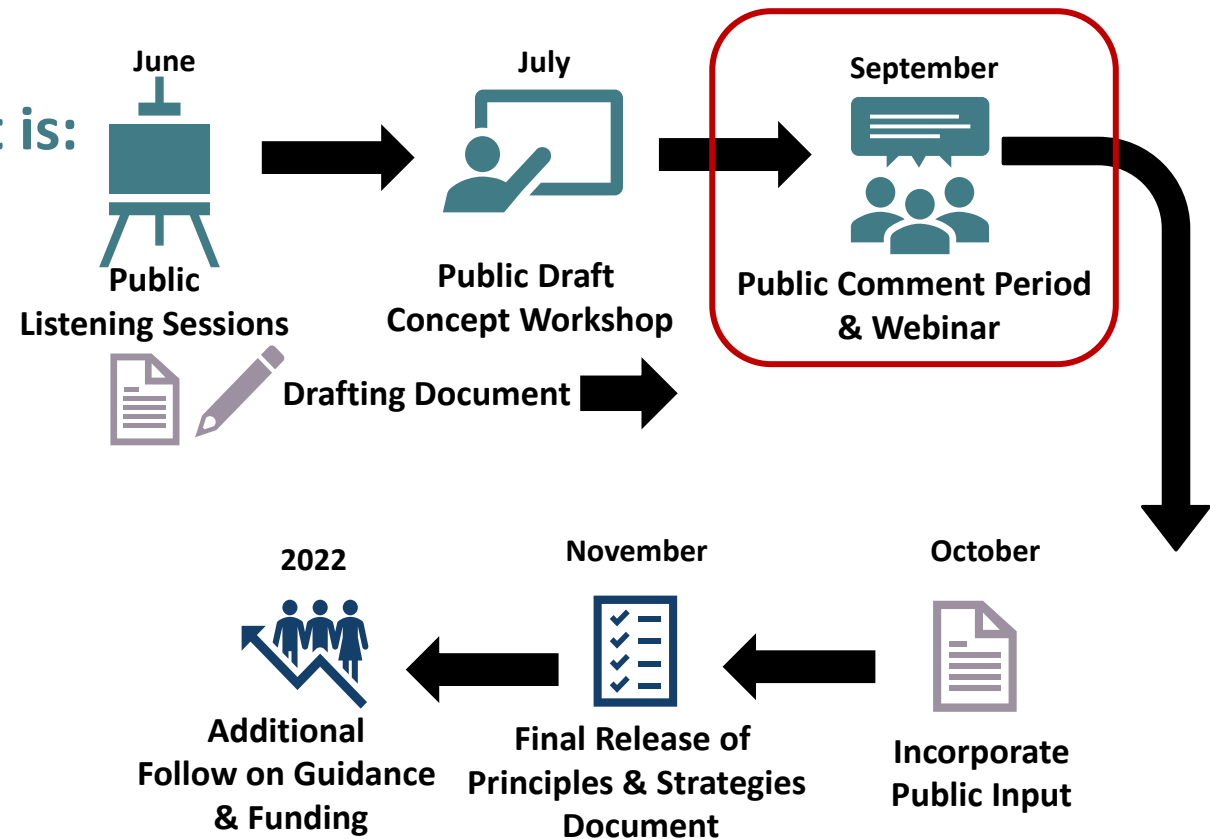 June
July
September
is:
Public
Listening Sessions
Public Draft
Concept Workshop
Public Comment Period
& Webinar
Drafting Document
2022
November
October
Additional
Follow on Guidance
& Funding
Final Release of
Principles & Strategies
Document
Incorporate
Public Input